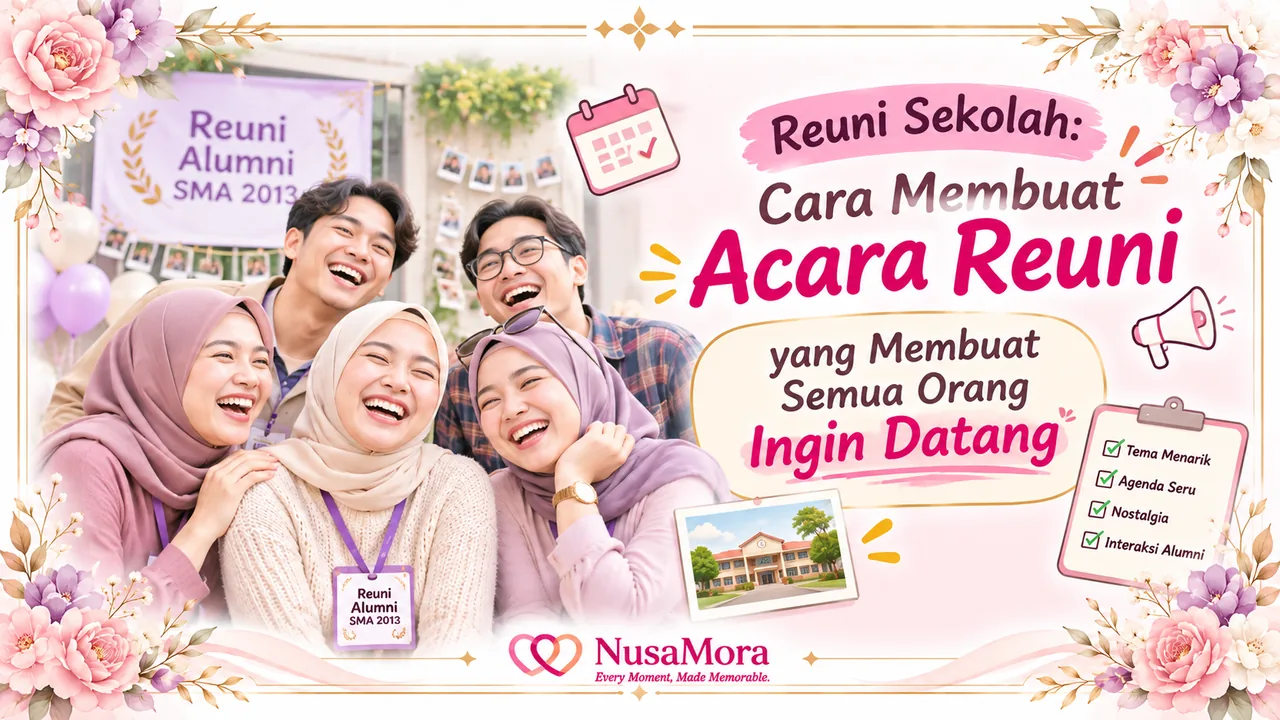 Reuni
Alumni
SMA 2013
Reuni Sekolah:
Cara Membuat
Acara Reuni
yang Membuat
Semua Orang
Ingin Datang
Tema Menarik
Agenda Seru
Nostalgia
Interaksi Alumni
Reuni
Alumni
SMA 2013
NusaMora
Every Moment, Made Memorable.